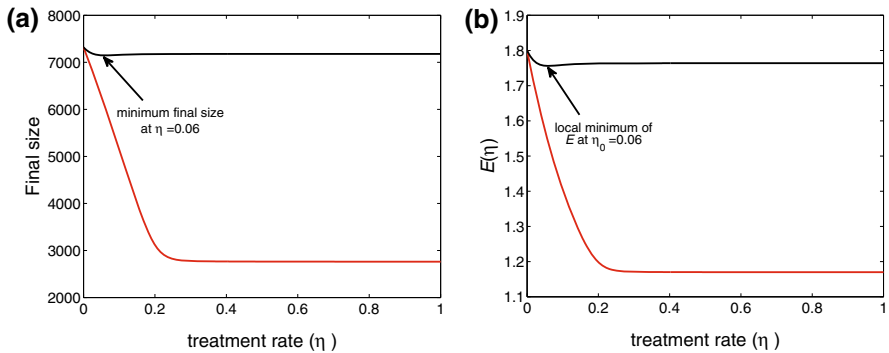 (a)
8000
7000
6000
5000
4000
3000
2000
Final size
minimum final size
at η =0.06
0
0.2
0.4
0.6
0.8
1
treatment rate (η )
(b)
1.9
1.8
1.7
1.6
1.5
1.4
1.3
1.2
1.1
E(η)
local minimum of
E at η0 =0.06
0
0.2
0.4
0.6
0.8
1
treatment rate (η )